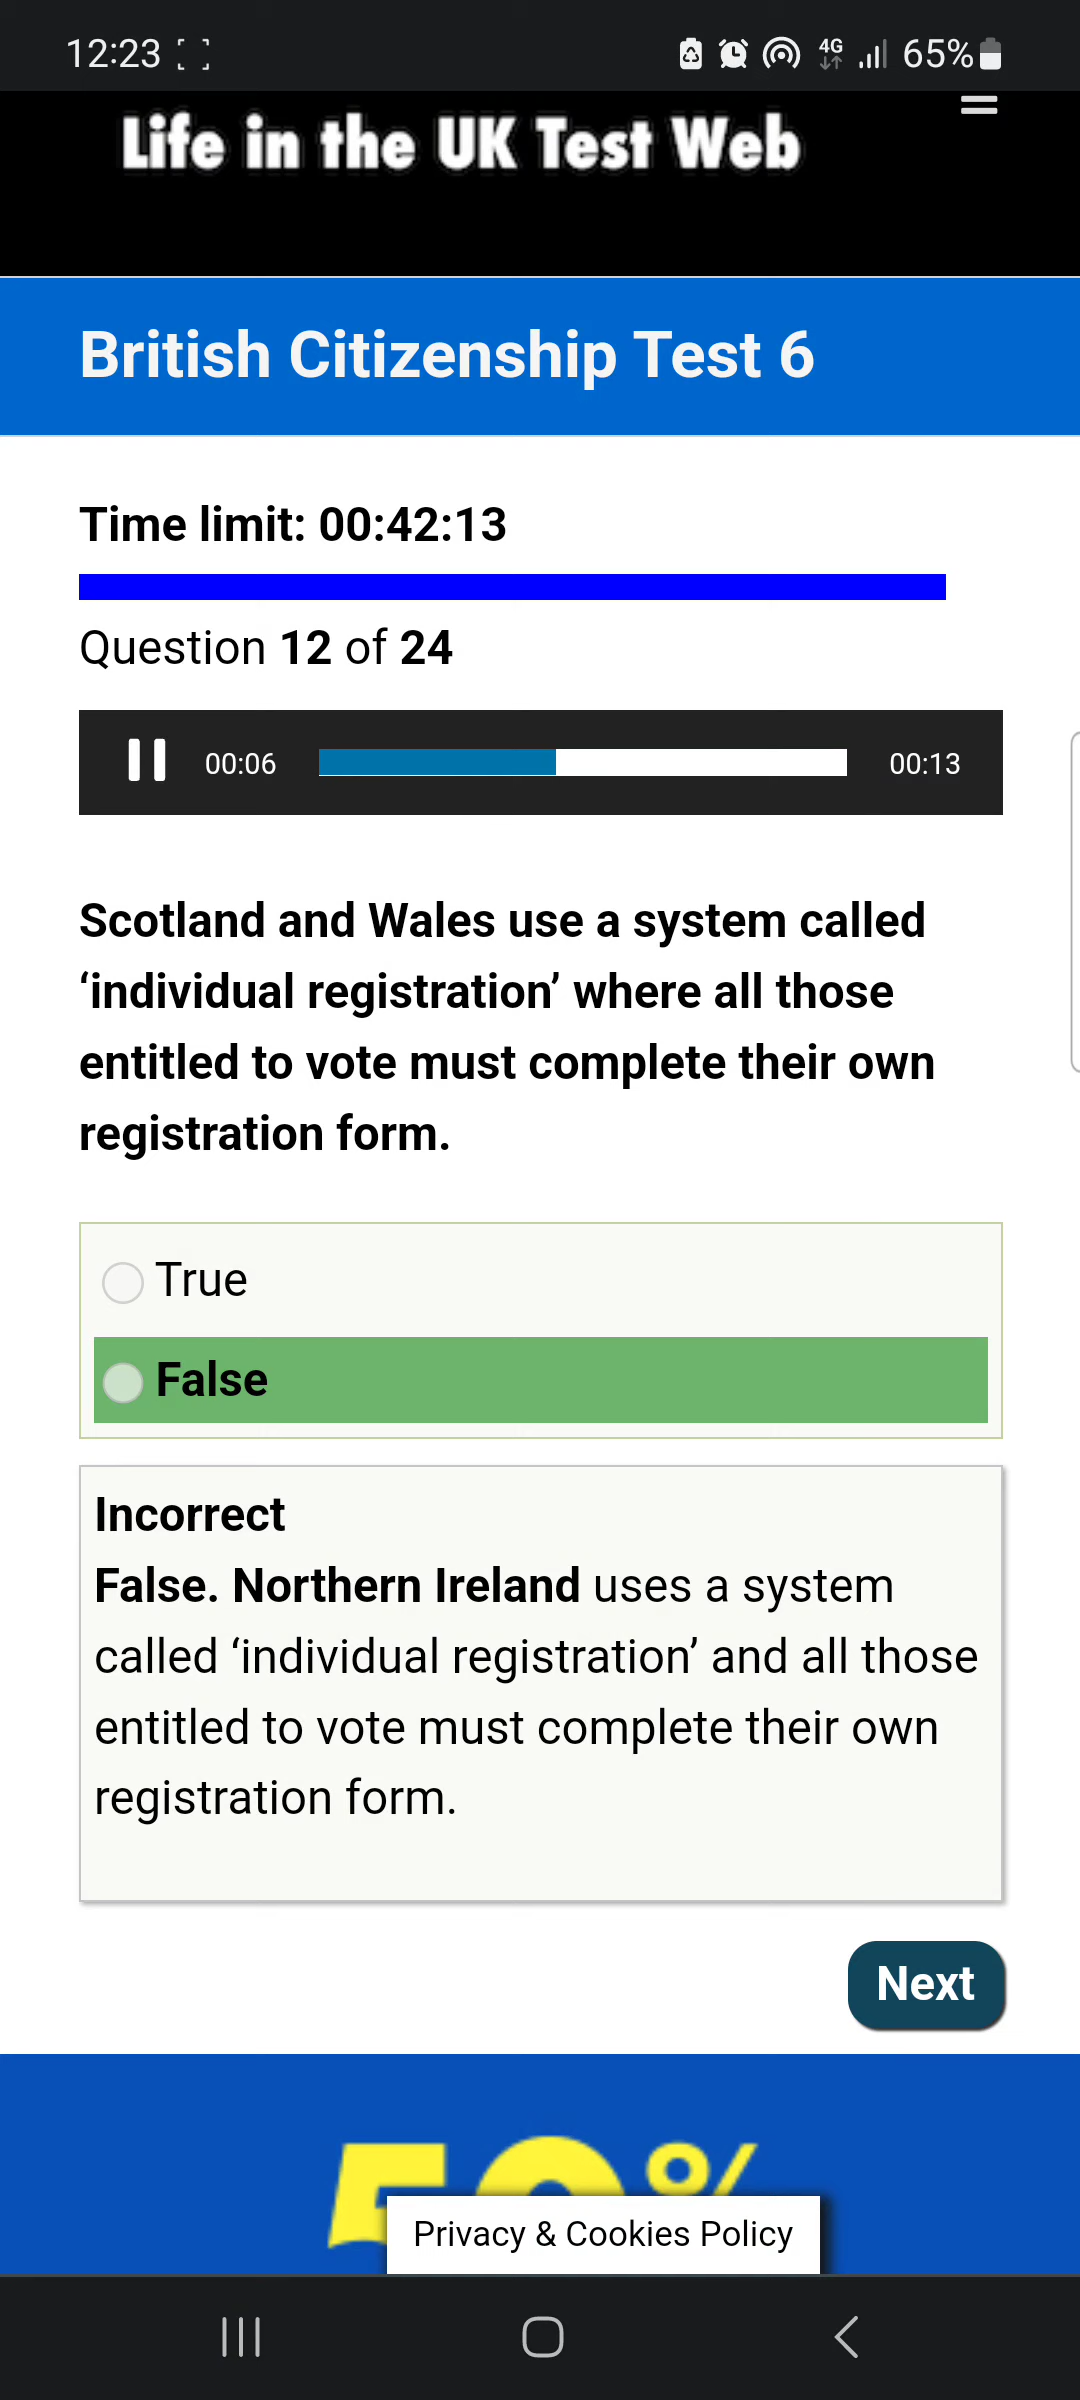 12:23
4G
65%
Life in the UK Test Web
British Citizenship Test 6
Time limit: 00:42:13
Question 12 of 24
00:06
00:13
Scotland and Wales use a system called
‘individual registration’ where all those
entitled to vote must complete their own
registration form.
True
False
Incorrect
False. Northern Ireland uses a system
called ‘individual registration’ and all those
entitled to vote must complete their own
registration form.
Next
50%
Privacy & Cookies Policy